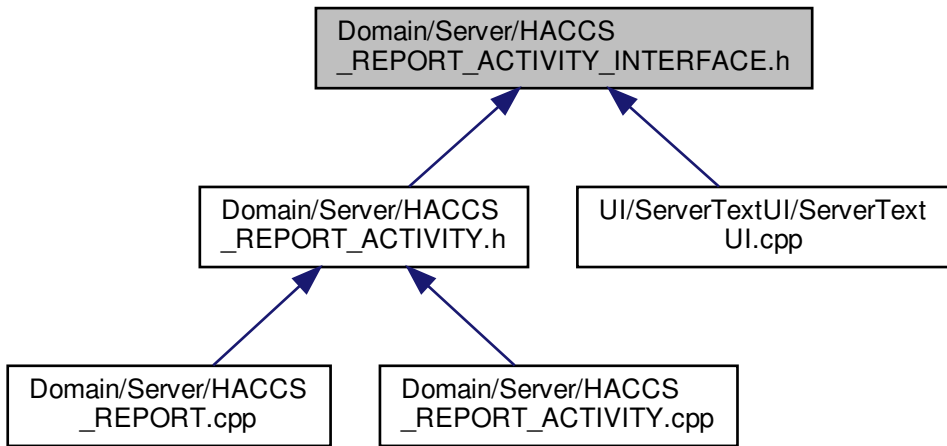 Domain/Server/HACCS
_REPORT_ACTIVITY_INTERFACE.h
Domain/Server/HACCS
_REPORT_ACTIVITY.h
UI/ServerTextUI/ServerText
UI.cpp
Domain/Server/HACCS
_REPORT.cpp
Domain/Server/HACCS
_REPORT_ACTIVITY.cpp